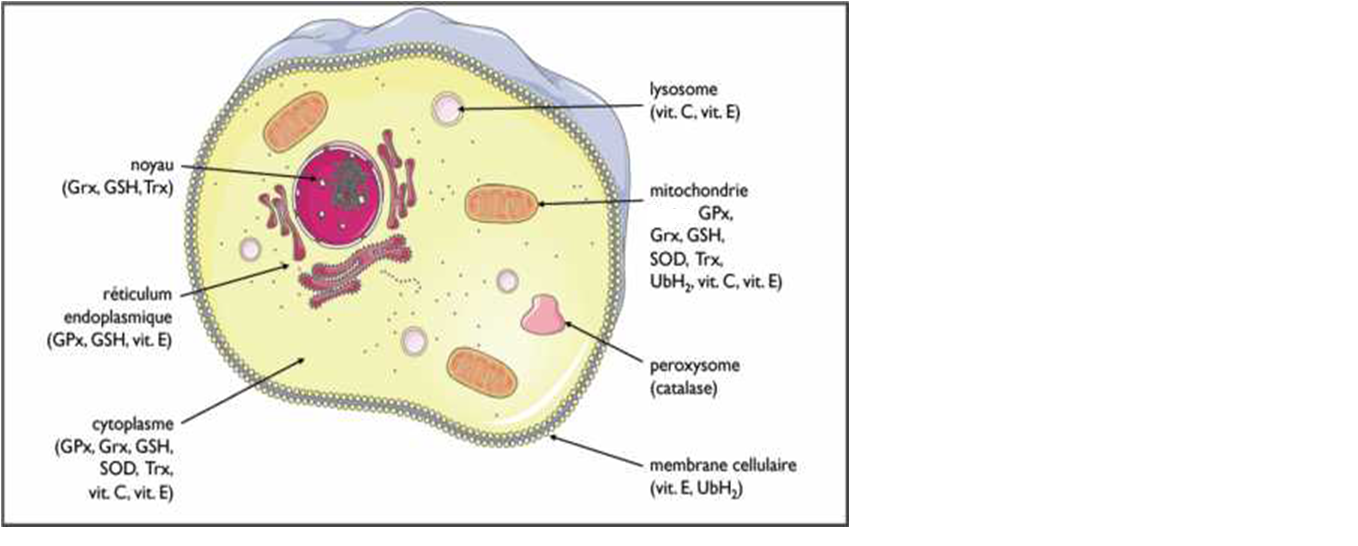 noyau
(Grx, GSH, Trx)
réticulum
endoplasmique
(GPx, GSH, vit. E)
cytoplasme
(GPx, Grx, GSH,
SOD, Trx,
vit. C, vit. E)
lysosome
(vit. C, vit. E)
mitochondrie
GPx,
Grx, GSH,
SOD, Trx,
UbH₂, vit. C, vit. E)
peroxysome
(catalase)
membrane cellulaire
(vit. E, UbH₂)